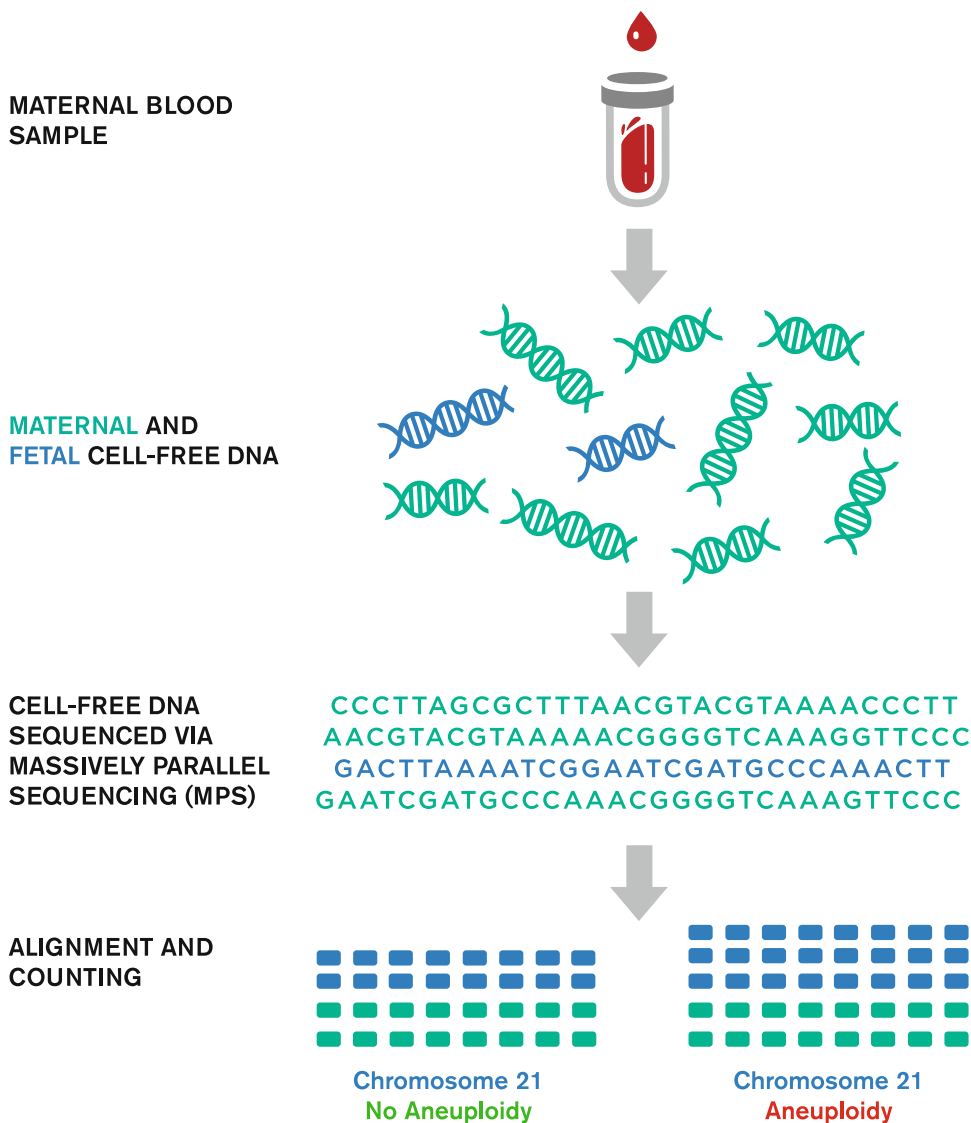 MATERNAL BLOOD
SAMPLE
MATERNAL AND
FETAL CELL-FREE DNA
CELL-FREE DNA
SEQUENCED VIA
MASSIVELY PARALLEL
SEQUENCING (MPS)
CCCTTAGCGCTTTAACGTACGTAAAACCCTT
AACGTACGTAAAAACGGGGTCAAAGGTTCCC
GACTTAAAATCGGAATCGATGCCCAAACTT
GAATCGATGCCCAAACGGGGTCAAAGTTCCC
ALIGNMENT AND
COUNTING
Chromosome 21
No Aneuploidy
Chromosome 21
Aneuploidy